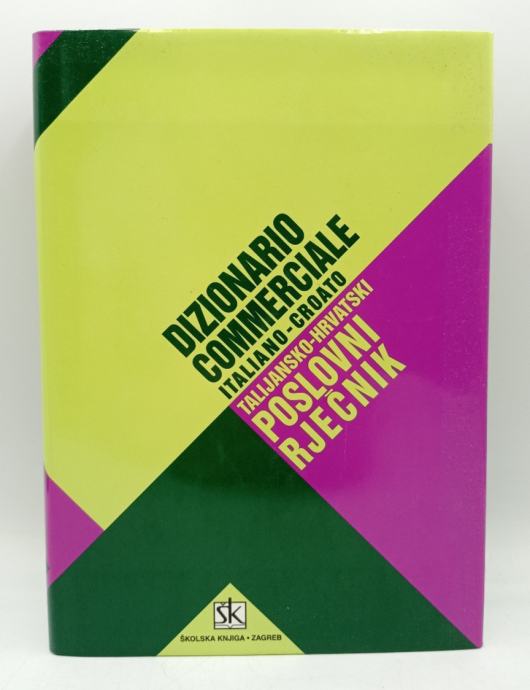 DIZIONARIO
COMMERCIALE
ITALIANO-CROATO
TALIJANSKO-HRVATSKI
POSLOVNI
RJEČNIK
ŠK
ŠKOLSKA KNJIGA • ZAGREB